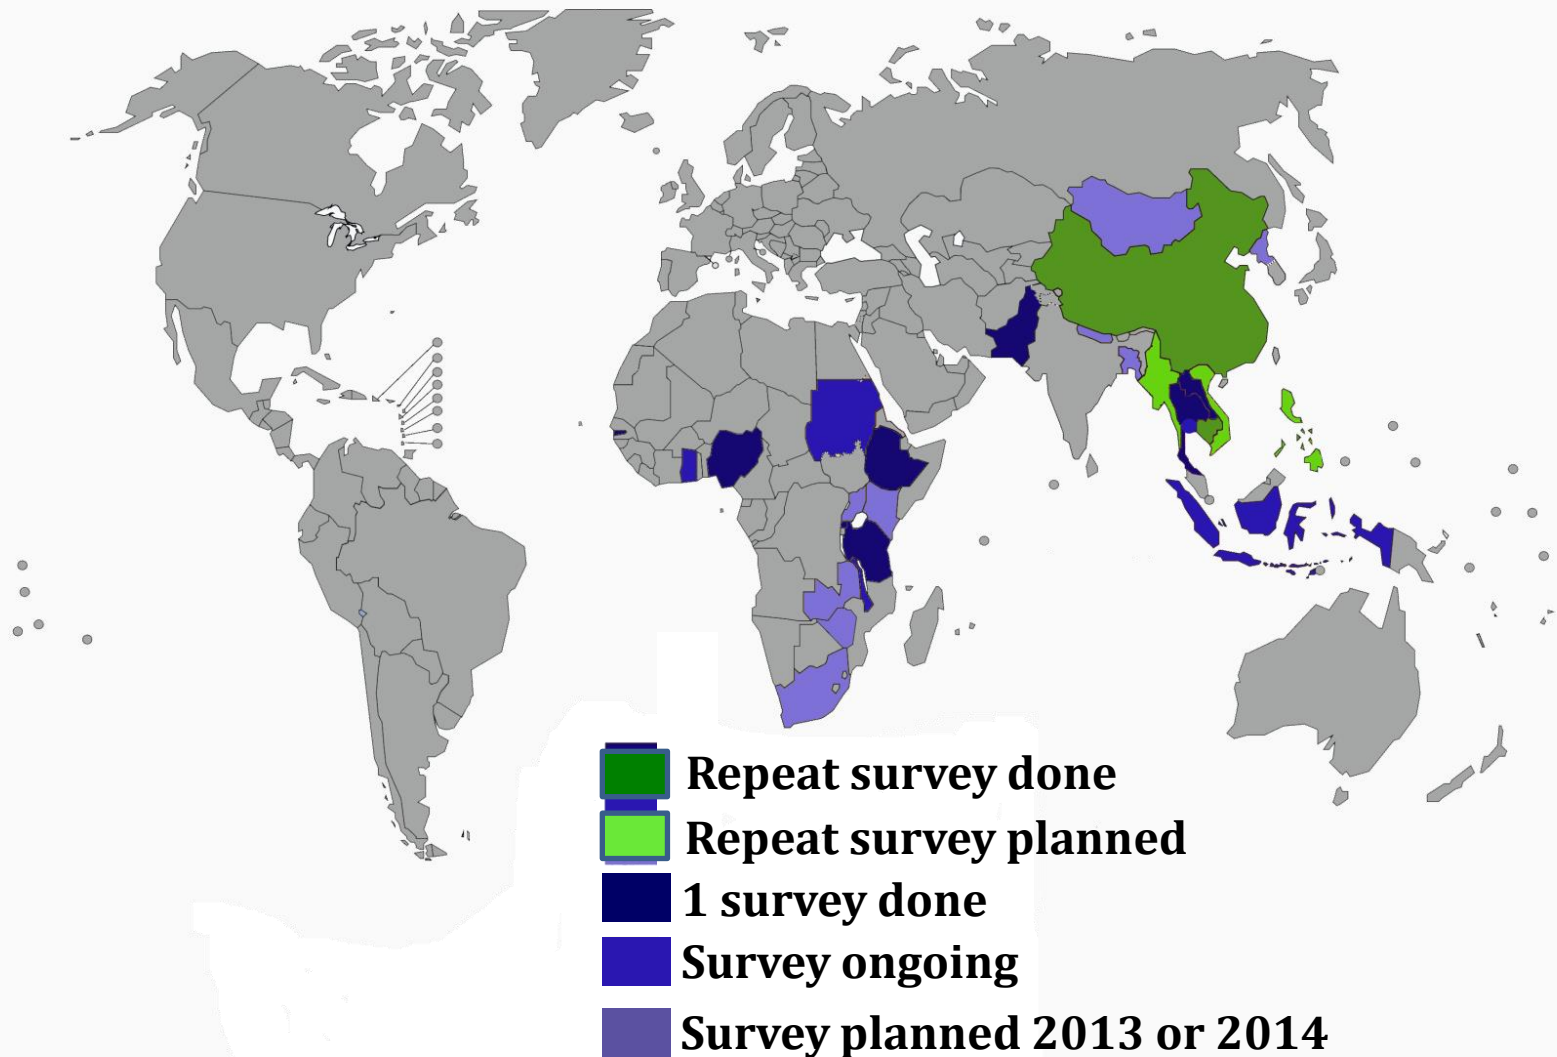 Repeat survey done
Repeat survey planned
1 survey done
Survey ongoing
Survey planned 2013 or 2014